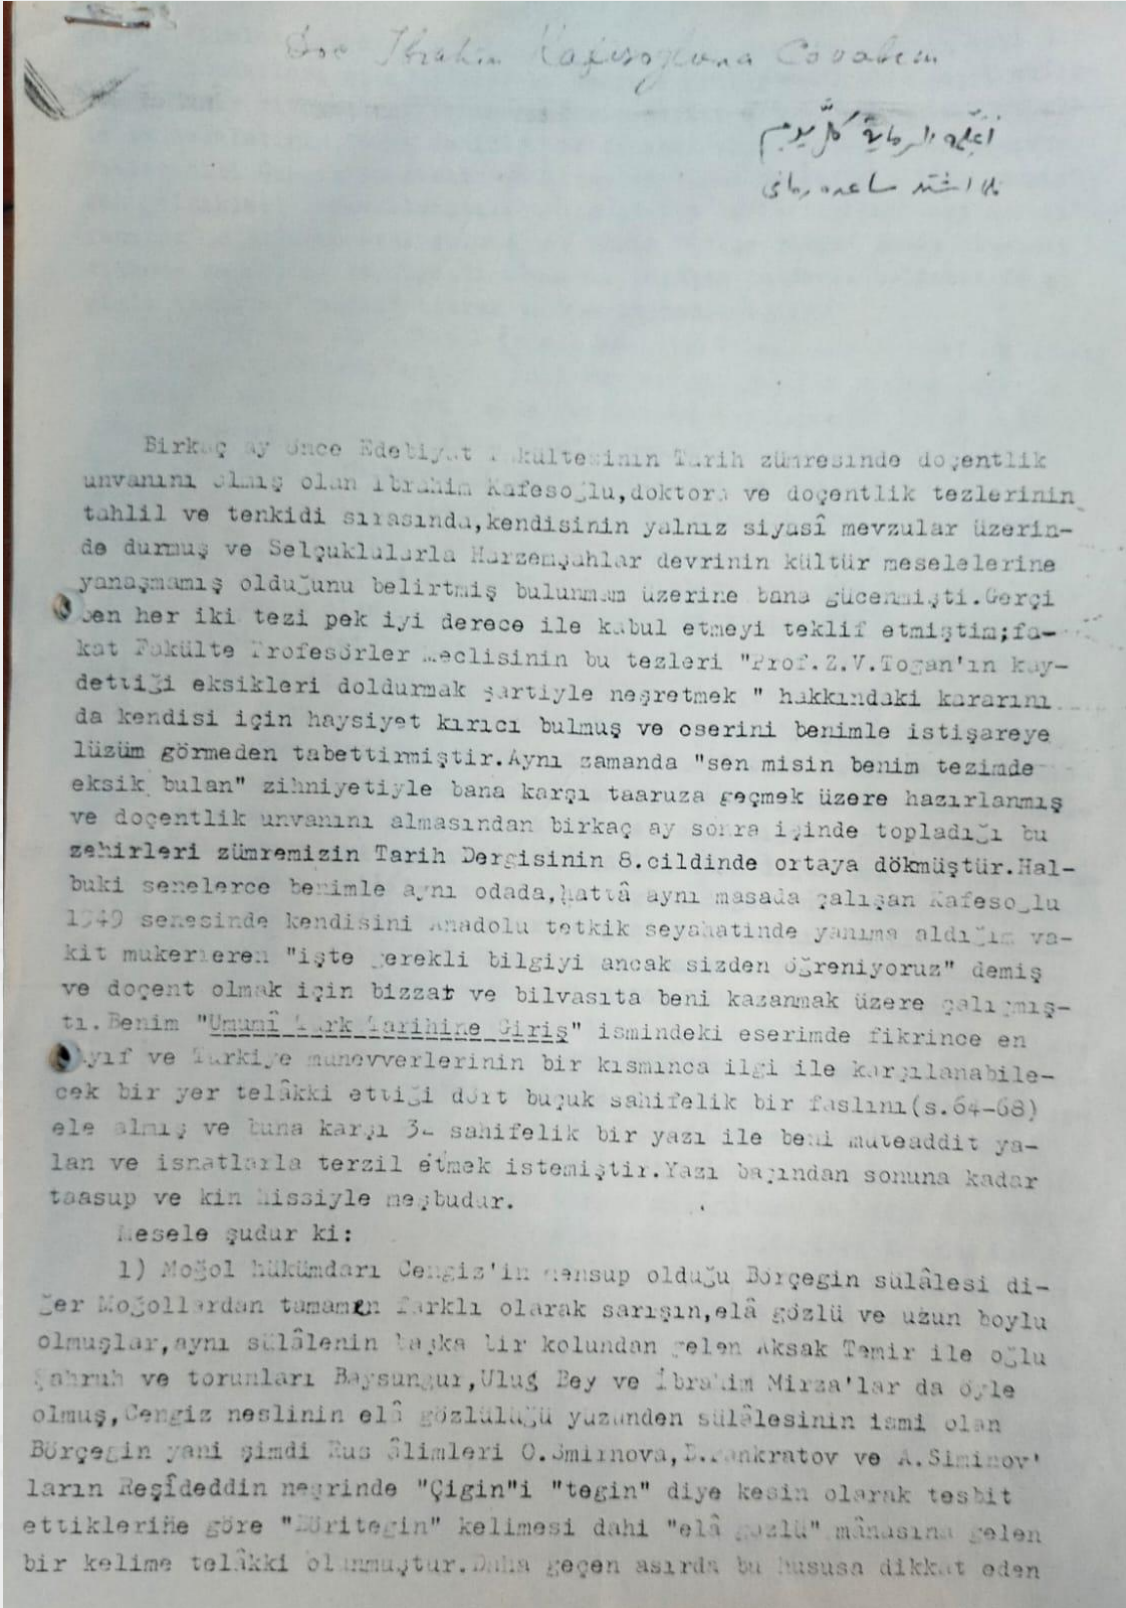 Doç İbrahim Kafesoğluna Cevabım
أعلمه الرماية كل يوم
فلما اشتد ساعده رماني
Birkaç ay önce Edebiyat Fakültesinin Tarih zümresinde doçentlik
unvanını almış olan İbrahim Kafesoğlu,doktora ve doçentlik tezlerinin
tahlil ve tenkidi sırasında,kendisinin yalnız siyasî mevzular üzerin-
de durmuş ve Selçuklularla Harzemşahlar devrinin kültür meselelerine
yanaşmamış olduğunu belirtmiş bulunmam üzerine bana gücenmişti.Gerçi
ben her iki tezi pek iyi derece ile kabul etmeyi teklif etmiştim;fa-
kat Fakülte Profesörler Meclisinin bu tezleri "Prof.Z.V.Togan'ın kay-
dettiği eksikleri doldurmak şartiyle neşretmek " hakkındaki kararını
da kendisi için haysiyet kırıcı bulmuş ve eserini benimle istişareye
lüzüm görmeden tabettirmiştir.Aynı zamanda "sen misin benim tezimde
eksik bulan" zihniyetiyle bana karşı taaruza geçmek üzere hazırlanmış
ve doçentlik unvanını almasından birkaç ay sonra içinde topladığı bu
zehirleri zümremizin Tarih Dergisinin 8.cildinde ortaya dökmüştür.Hal-
buki senelerce benimle aynı odada,hattâ aynı masada çalışan Kafesoğlu
1949 senesinde kendisini Anadolu tetkik seyahatinde yanıma aldığım va-
kit mukerreren "işte gerekli bilgiyi ancak sizden öğreniyoruz" demiş
ve doçent olmak için bizzat ve bilvasıta beni kazanmak üzere çalışmış-
tı.Benim "Umumî Türk Tarihine Giriş" ismindeki eserimde fikrince en
zayıf ve Türkiye münevverlerinin bir kısmınca ilgi ile karşılanabile-
cek bir yer telâkki ettiği dört buçuk sahifelik bir faslını(s.64-68)
ele almış ve buna karşı sahifelik bir yazı ile beni müteaddit ya-
lan ve isnatlarla terzil etmek istemiştir.Yazı başından sonuna kadar
taasup ve kin hissiyle meşbudur.
Mesele şudur ki:
1) Moğol hükümdarı Cengiz'in mensup olduğu Börçegin sülâlesi di-
ğer Moğollardan tamamen farklı olarak sarışın,elâ gözlü ve uzun boylu
olmuşlar,aynı sülâlenin başka bir kolundan gelen Aksak Temir ile oğlu
Şahruh ve torunları Baysungur,Uluğ Bey ve İbrahim Mirza'lar da öyle
olmuş,Cengiz neslinin elâ gözlülüğü yüzünden sülâlesinin ismi olan
Börçegin yani şimdi Rus âlimleri O.Smirnova,B.Pankratov ve A.Siminov'
ların Reşîdeddin neşrinde "Çigin"i "tegin" diye kesin olarak tesbit
ettiklerine göre "Böritegin" kelimesi dahi "elâ gözlü" mânasına gelen
bir kelime telâkki olunmuştur.Daha geçen asırda bu hususa dikkat eden